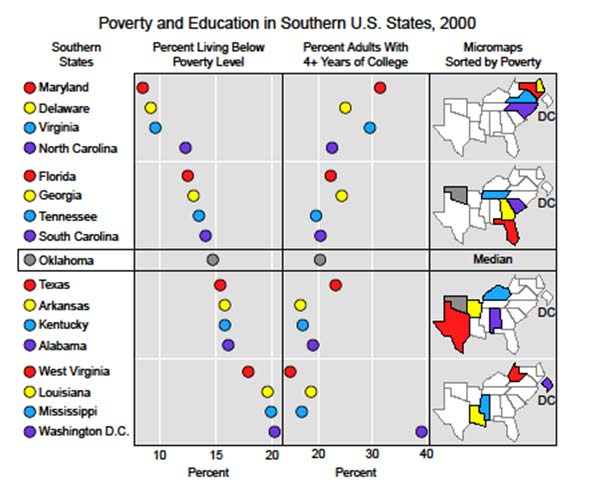 Poverty and Education in Southern U.S. States, 2000
Southern States
Percent Living Below Poverty Level
Percent Adults With 4+ Years of College
Micromaps Sorted by Poverty
Maryland
Delaware
Virginia
North Carolina
DC
Florida
Georgia
Tennessee
South Carolina
DC
Oklahoma
Median
Texas
Arkansas
Kentucky
Alabama
DC
West Virginia
Louisiana
Mississippi
Washington D.C.
DC
10 15 20 20 30 40
Percent Percent